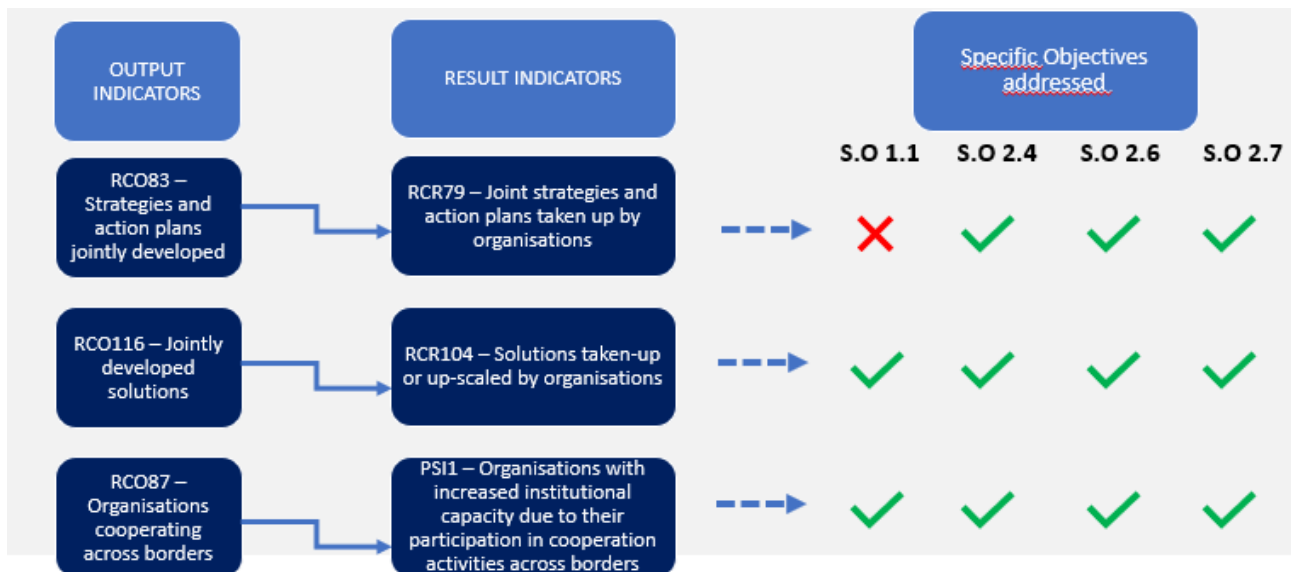 OUTPUT
INDICATORS
RESULT INDICATORS
Specific Objectives
addressed
S.O 1.1
S.O 2.4
S.O 2.6
S.O 2.7
RCO83 –
Strategies and
action plans
jointly developed
RCR79 – Joint strategies and
action plans taken up by
organisations
RCO116 – Jointly
developed
solutions
RCR104 – Solutions taken-up
or up-scaled by organisations
RCO87 –
Organisations
cooperating
across borders
PSI1 – Organisations with
increased institutional
capacity due to their
participation in cooperation
activities across borders